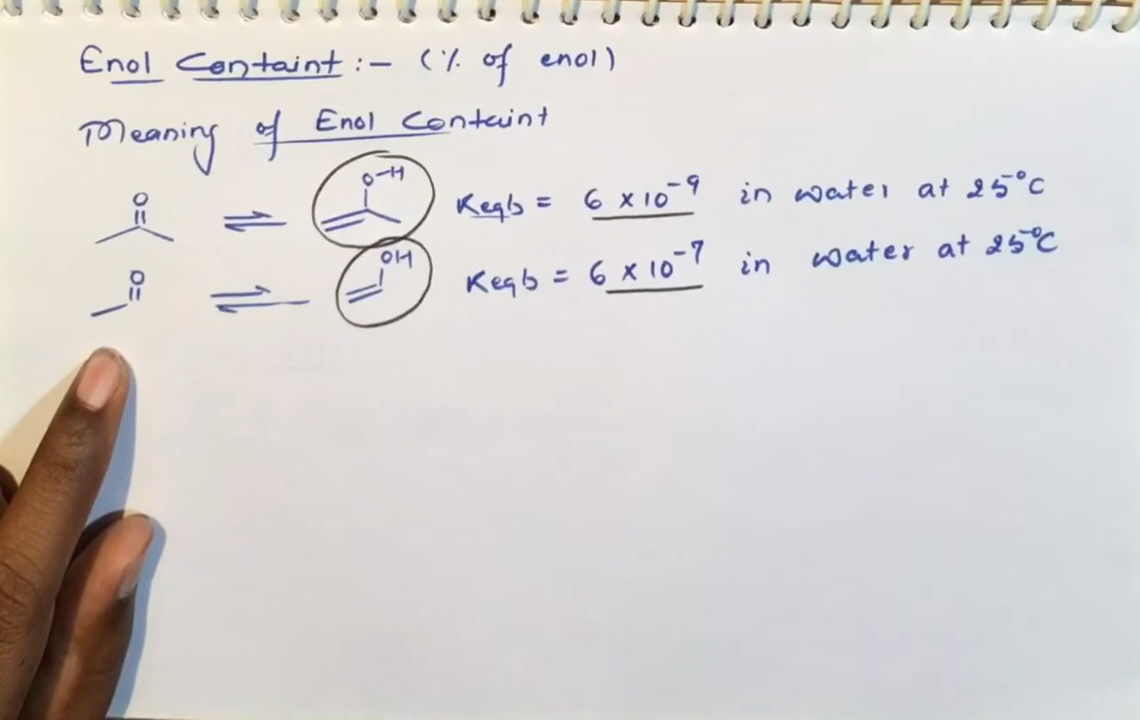 Enol Containt :- (% of enol)
Meaning of Enol Containt
O O-H Keqb = 6 × 10⁻⁹ in water at 25°C
O OH Keqb = 6 × 10⁻⁷ in water at 25°C